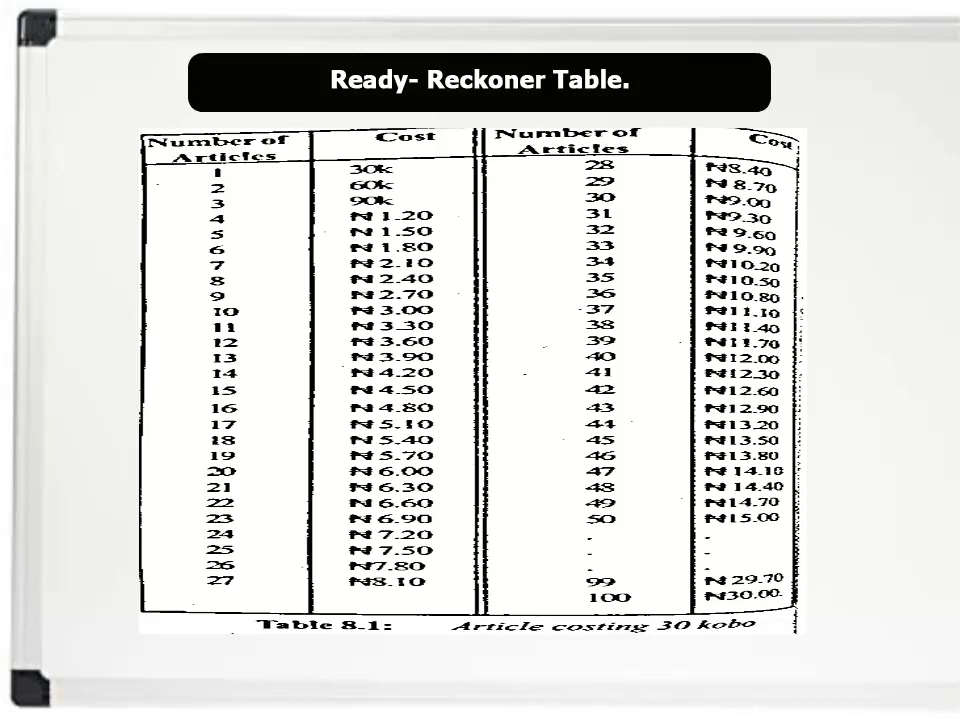 Ready- Reckoner Table.
Number of Articles Cost Number of Articles Cost
1 30k 28 ₦8.40
2 60k 29 ₦8.70
3 90k 30 ₦9.00
4 ₦1.20 31 ₦9.30
5 ₦1.50 32 ₦9.60
6 ₦1.80 33 ₦9.90
7 ₦2.10 34 ₦10.20
8 ₦2.40 35 ₦10.50
9 ₦2.70 36 ₦10.80
10 ₦3.00 37 ₦11.10
11 ₦3.30 38 ₦11.40
12 ₦3.60 39 ₦11.70
13 ₦3.90 40 ₦12.00
14 ₦4.20 41 ₦12.30
15 ₦4.50 42 ₦12.60
16 ₦4.80 43 ₦12.90
17 ₦5.10 44 ₦13.20
18 ₦5.40 45 ₦13.50
19 ₦5.70 46 ₦13.80
20 ₦6.00 47 ₦14.10
21 ₦6.30 48 ₦14.40
22 ₦6.60 49 ₦14.70
23 ₦6.90 50 ₦15.00
24 ₦7.20 . .
25 ₦7.50 . .
26 ₦7.80 . .
27 ₦8.10 99 ₦29.70
100 ₦30.00
Table 8.1: Article costing 30 kobo